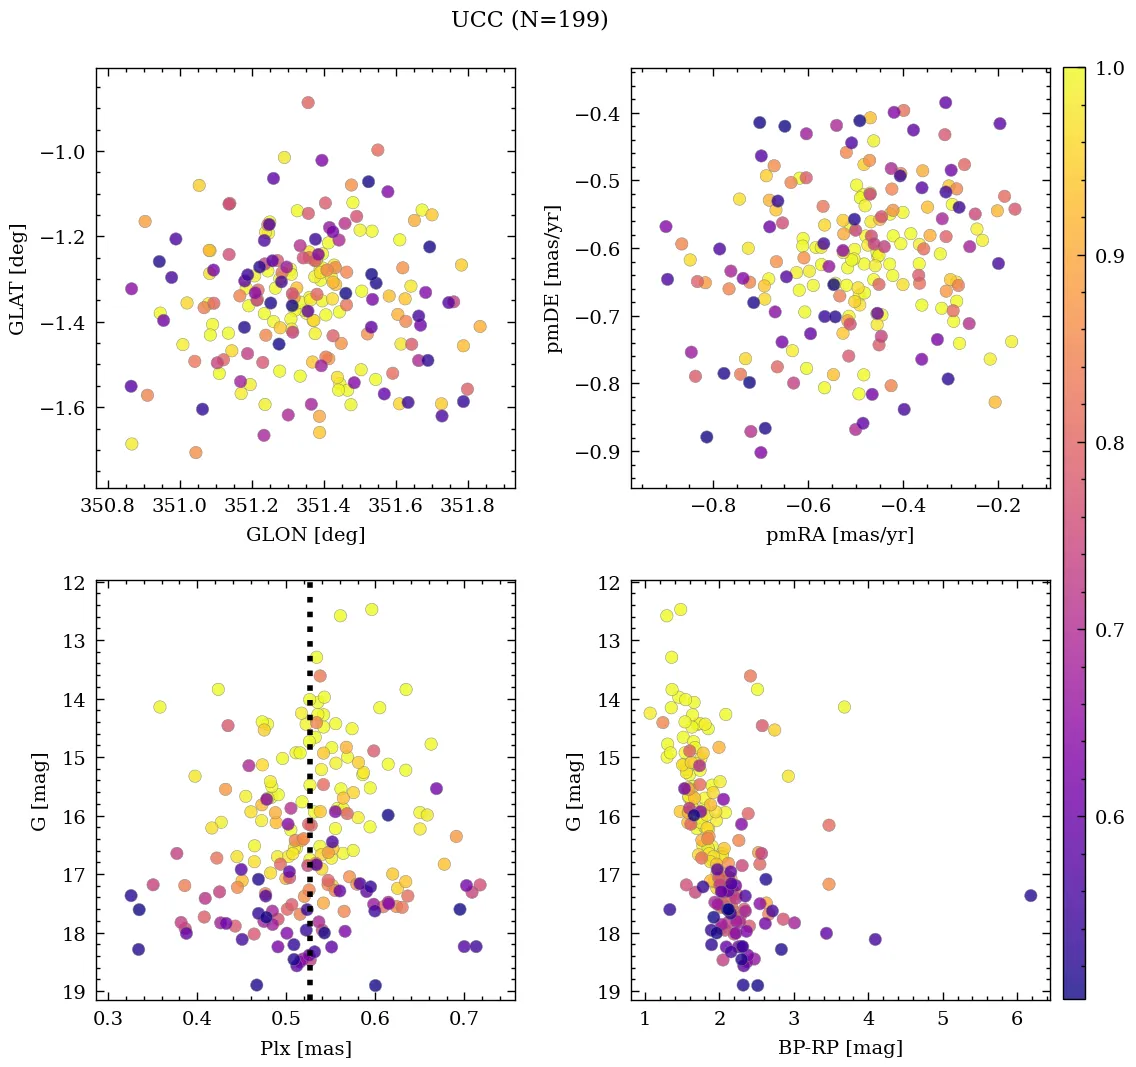 UCC (N=199)
−1.0
−1.2
−1.4
−1.6
GLAT [deg]
350.8 351.0 351.2 351.4 351.6 351.8
GLON [deg]
−0.4
−0.5
−0.6
−0.7
−0.8
−0.9
pmDE [mas/yr]
−0.8 −0.6 −0.4 −0.2
pmRA [mas/yr]
1.0
0.9
0.8
0.7
0.6
12
13
14
15
16
17
18
19
G [mag]
0.3 0.4 0.5 0.6 0.7
Plx [mas]
12
13
14
15
16
17
18
19
G [mag]
1 2 3 4 5 6
BP-RP [mag]